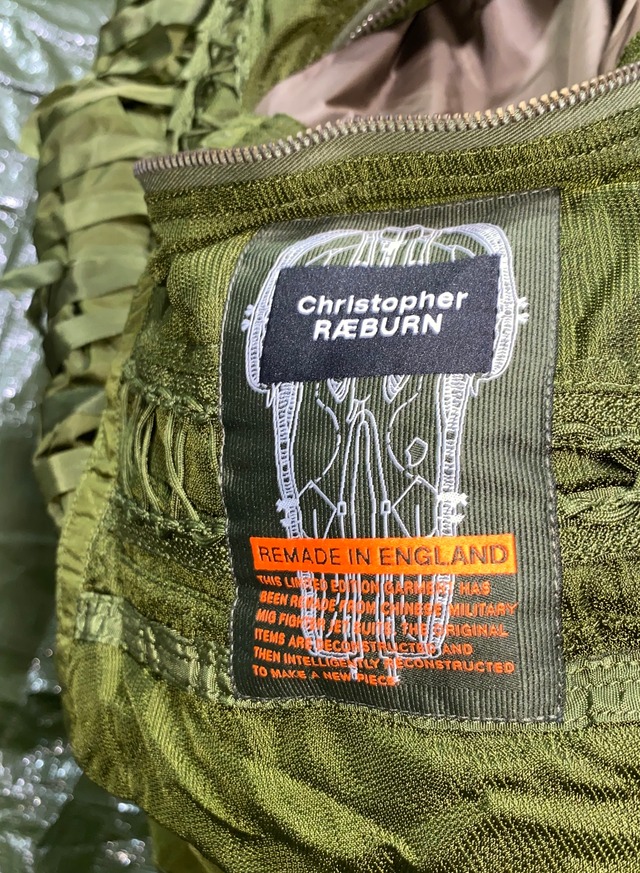 Christopher
RÆBURN
REMADE IN ENGLAND
THIS LIMITED EDITION GARMENT HAS
BEEN REMADE FROM CHINESE MILITARY
MIG FIGHTER JET SUITS. THE ORIGINAL
ITEMS ARE DECONSTRUCTED AND
THEN INTELLIGENTLY RECONSTRUCTED
TO MAKE A NEW PIECE.